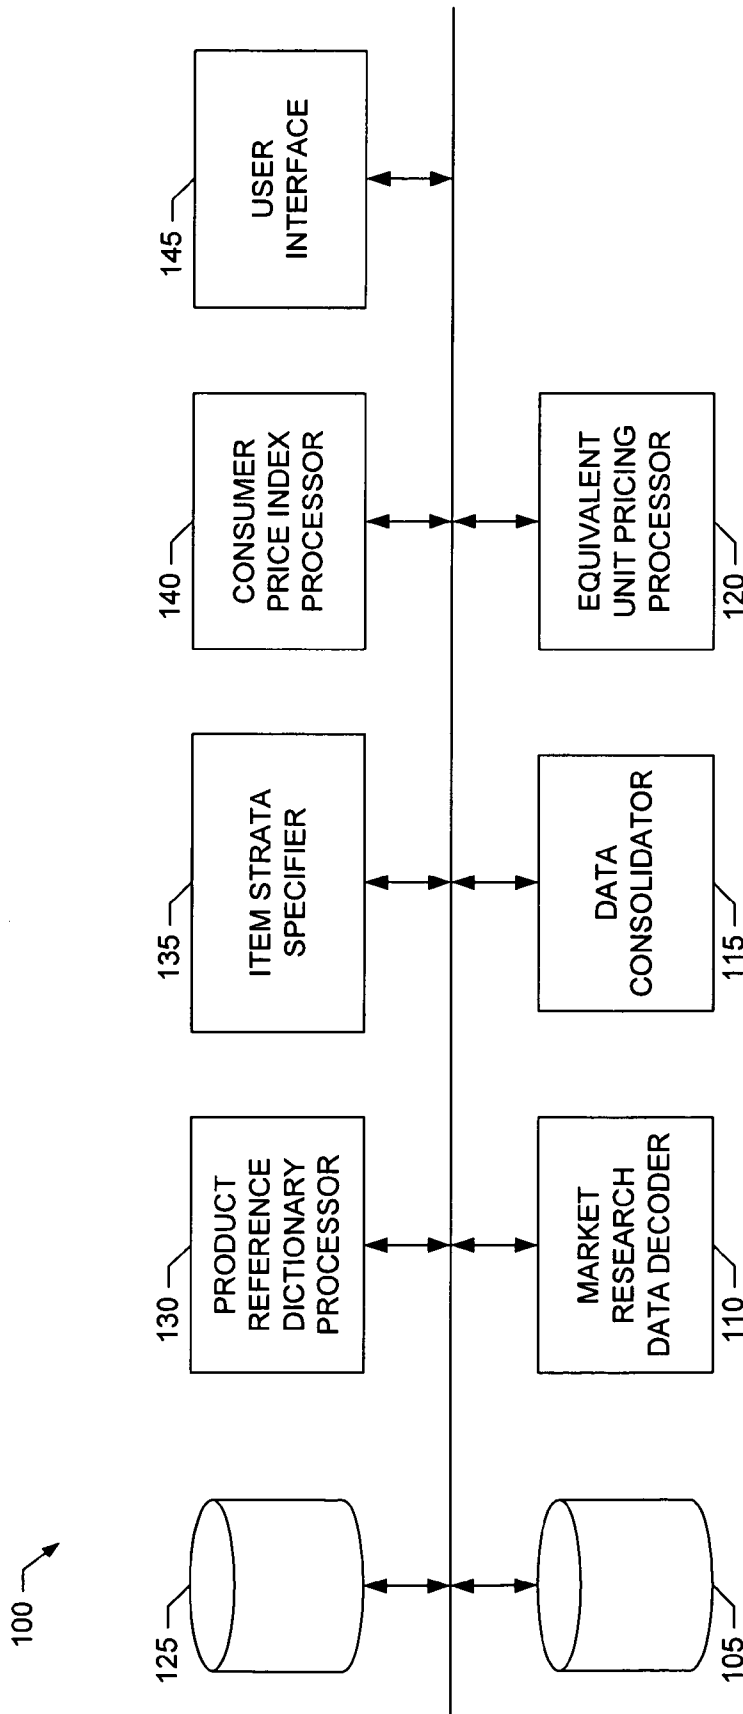 100
125
130
PRODUCT
REFERENCE
DICTIONARY
PROCESSOR
135
ITEM STRATA
SPECIFIER
140
CONSUMER
PRICE INDEX
PROCESSOR
145
USER
INTERFACE
105
MARKET
RESEARCH
DATA DECODER
110
DATA
CONSOLIDATOR
115
EQUIVALENT
UNIT PRICING
PROCESSOR
120